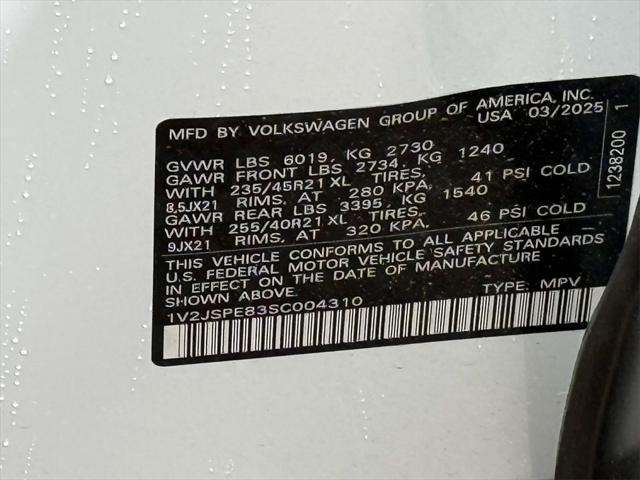 MFD BY VOLKSWAGEN GROUP OF AMERICA, INC.
USA 03/2025
GVWR LBS 6019, KG 2730
GAWR FRONT LBS 2734, KG 1240
WITH 235/45R21 XL TIRES,
8,5JX21 RIMS, AT 280 KPA, 41 PSI COLD
GAWR REAR LBS 3395, KG 1540
WITH 255/40R21 XL TIRES,
9JX21 RIMS, AT 320 KPA, 46 PSI COLD
THIS VEHICLE CONFORMS TO ALL APPLICABLE
U.S. FEDERAL MOTOR VEHICLE SAFETY STANDARDS
IN EFFECT ON THE DATE OF MANUFACTURE
SHOWN ABOVE.
1V2JSPE83SC004310 TYPE: MPV
1238200 1